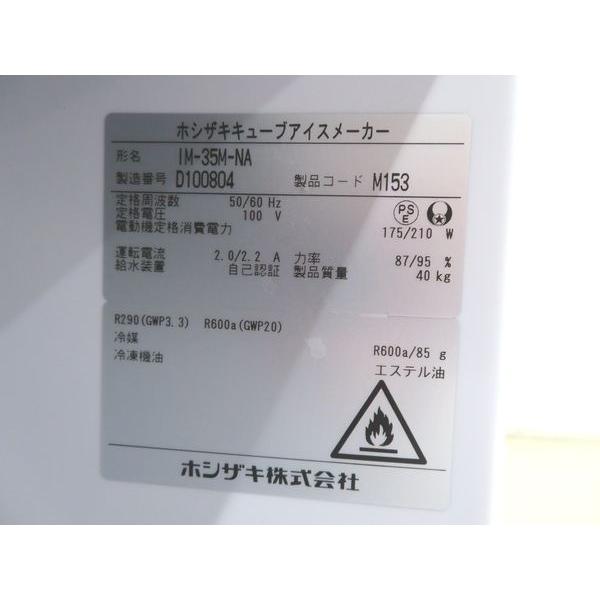 ホシザキキューブアイスメーカー
形名 IM-35M-NA
製造番号 D100804 製品コード M153
定格周波数 50/60 Hz
定格電圧 100 V
PS E
電動機定格消費電力 175/210 W
運転電流 2.0/2.2 A 力率 87/95 %
給水装置 自己認証 製品質量 40 kg
R290(GWP3.3) R600a(GWP20)
冷媒 R600a/85 g
冷凍機油 エステル油
ホシザキ株式会社